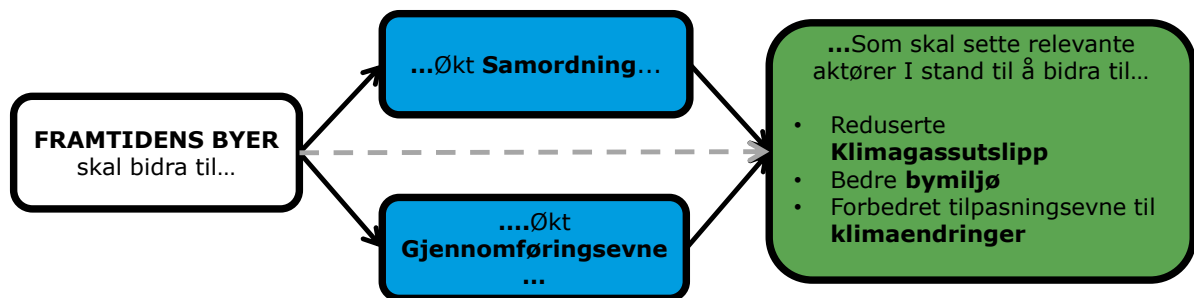 FRAMTIDENS BYER
skal bidra til…
...Økt Samordning…
....Økt
Gjennomføringsevne
...
...Som skal sette relevante
aktører I stand til å bidra til…
• Reduserte
Klimagassutslipp
• Bedre bymiljø
• Forbedret tilpasningsevne til
klimaendringer